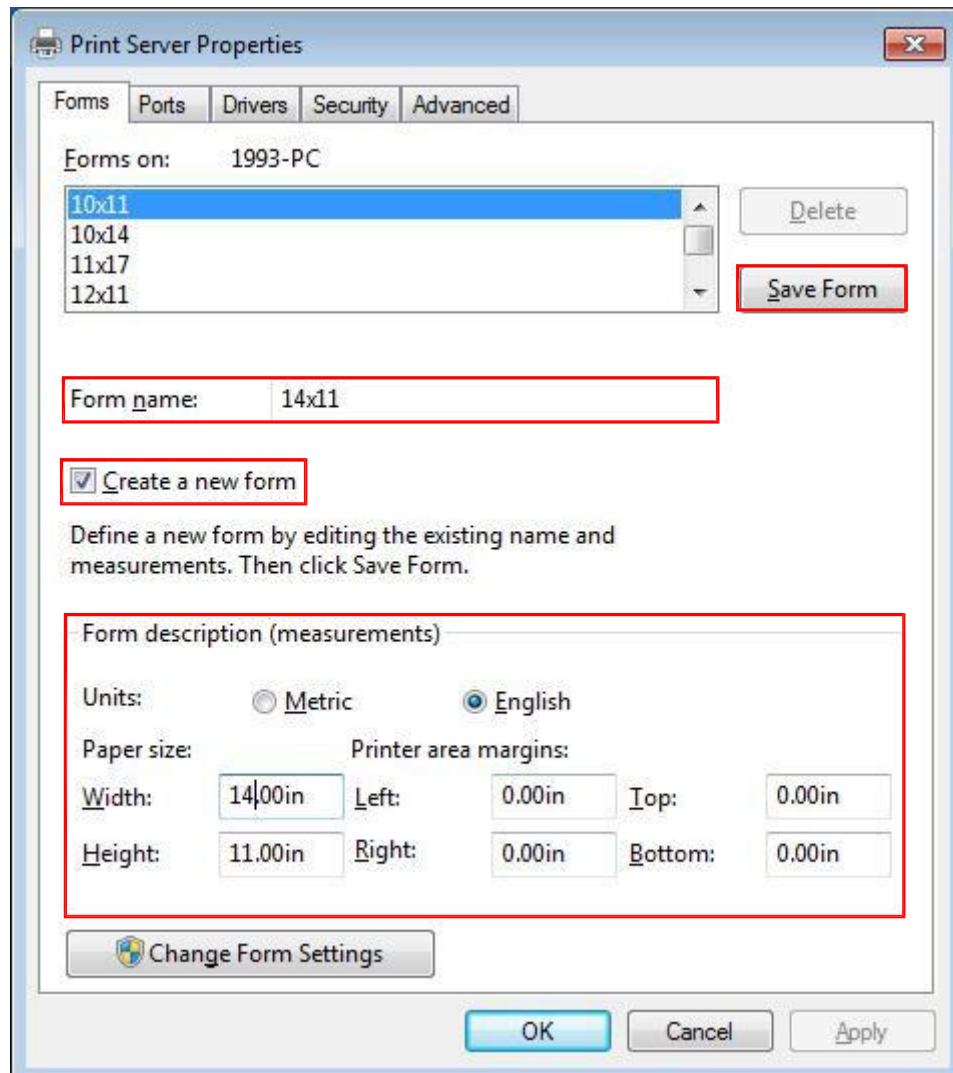 Print Server Properties
Forms Ports Drivers Security Advanced
Forms on: 1993-PC
10x11
10x14
11x17
12x11
Delete
Save Form
Form name: 14x11
Create a new form
Define a new form by editing the existing name and
measurements. Then click Save Form.
Form description (measurements)
Units: Metric English
Paper size: Printer area margins:
Width: 14.00in Left: 0.00in Top: 0.00in
Height: 11.00in Right: 0.00in Bottom: 0.00in
Change Form Settings
OK Cancel Apply